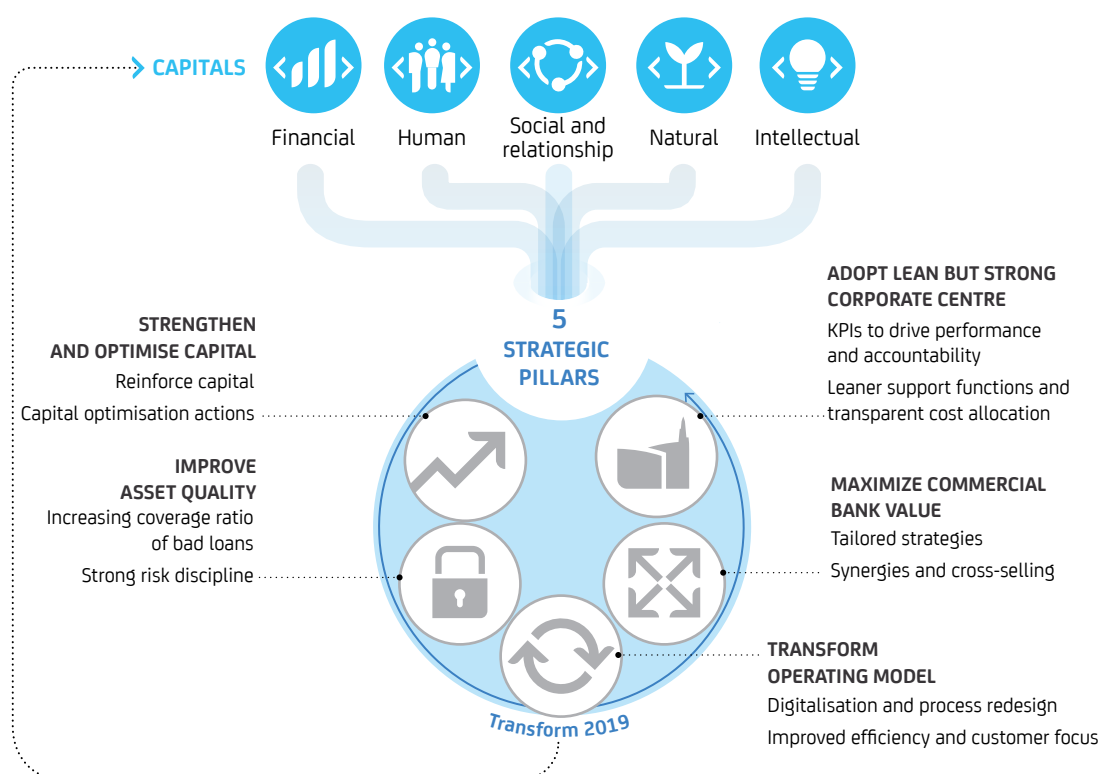 CAPITALS
Financial
Human
Social and
relationship
Natural
Intellectual
5
STRATEGIC
PILLARS
STRENGTHEN
AND OPTIMISE CAPITAL
Reinforce capital
Capital optimisation actions
IMPROVE
ASSET QUALITY
Increasing coverage ratio
of bad loans
Strong risk discipline
ADOPT LEAN BUT STRONG
CORPORATE CENTRE
KPIs to drive performance
and accountability
Leaner support functions and
transparent cost allocation
MAXIMIZE COMMERCIAL
BANK VALUE
Tailored strategies
Synergies and cross-selling
TRANSFORM
OPERATING MODEL
Digitalisation and process redesign
Improved efficiency and customer focus
Transform 2019